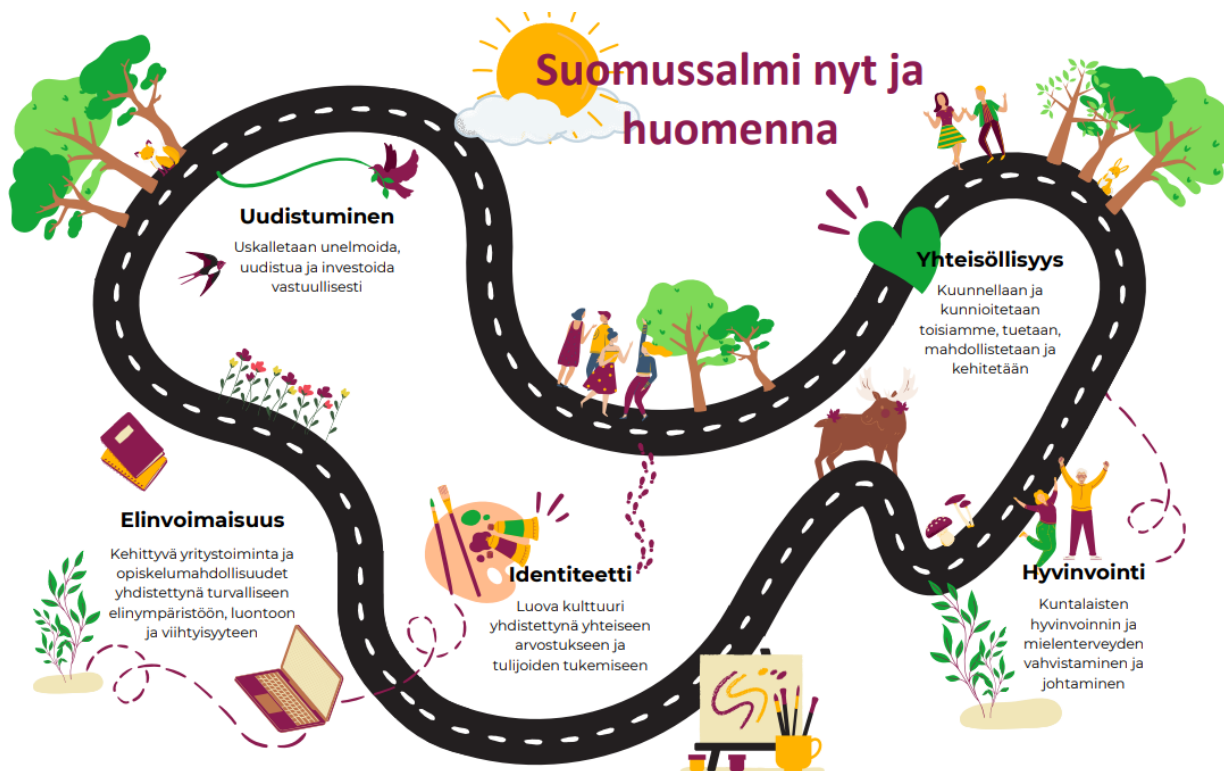 Suomussalmi nyt ja
huomenna
Uudistuminen
Uskalletaan unelmoida,
uudistua ja investoida
vastuullisesti
Yhteisöllisyys
Kuunnellaan ja
kunnioitetaan
toisiamme, tuetaan,
mahdollistetaan ja
kehitetään
Elinvoimaisuus
Kehittyvä yritystoiminta ja
opiskelumahdollisuudet
yhdistettynä turvalliseen
elinympäristöön, luontoon
ja viihtyisyyteen
Identiteetti
Luova kulttuuri
yhdistettynä yhteiseen
arvostukseen ja
tulijoiden tukemiseen
Hyvinvointi
Kuntalaisten
hyvinvoinnin ja
mielenterveyden
vahvistaminen ja
johtaminen